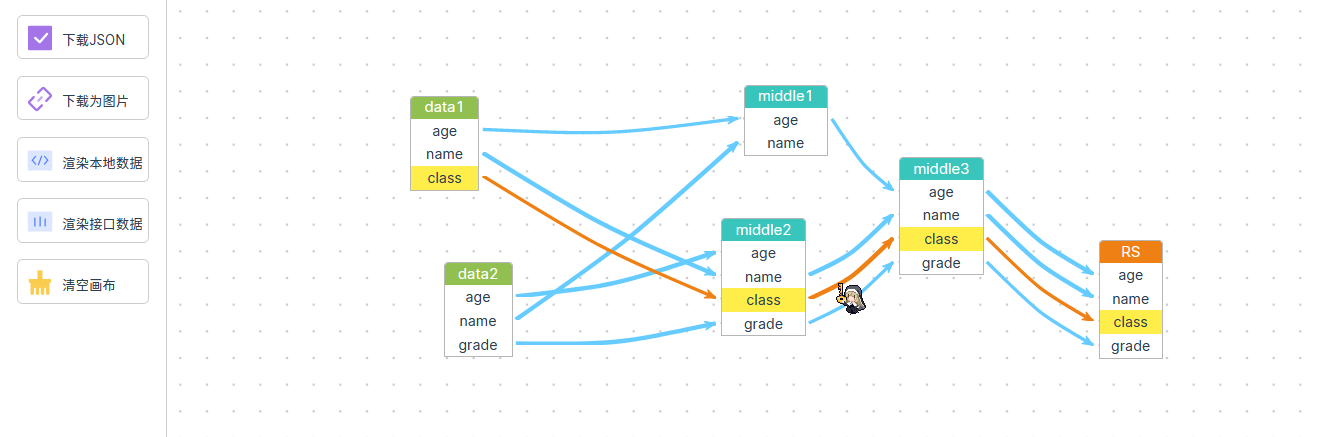 下载JSON
下载为图片
渲染本地数据
渲染接口数据
清空画布
data1
age
name
class
data2
age
name
grade
middle1
age
name
middle2
age
name
class
grade
middle3
age
name
class
grade
RS
age
name
class
grade